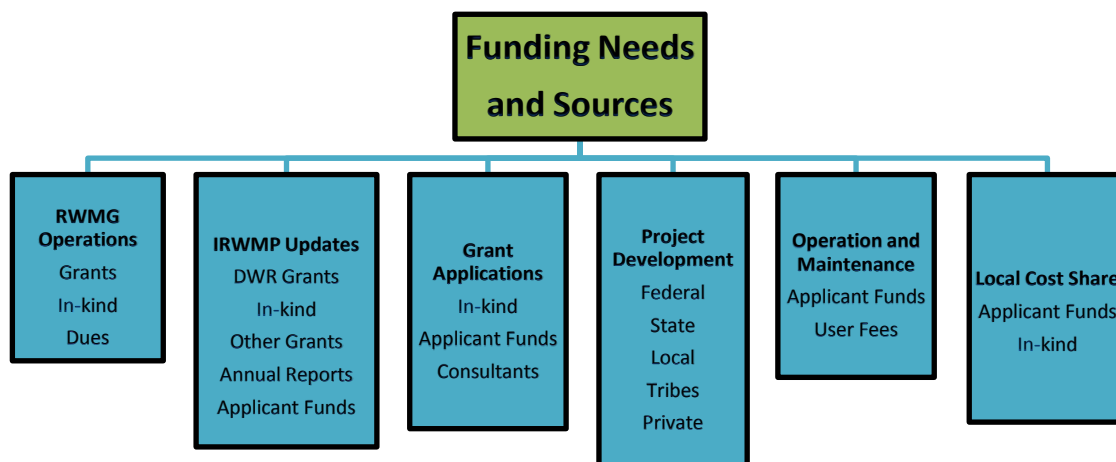 Funding Needs
and Sources
RWMG
Operations
Grants
In-kind
Dues
IRWMP Updates
DWR Grants
In-kind
Other Grants
Annual Reports
Applicant Funds
Grant
Applications
In-kind
Applicant Funds
Consultants
Project
Development
Federal
State
Local
Tribes
Private
Operation and
Maintenance
Applicant Funds
User Fees
Local Cost Share
Applicant Funds
In-kind